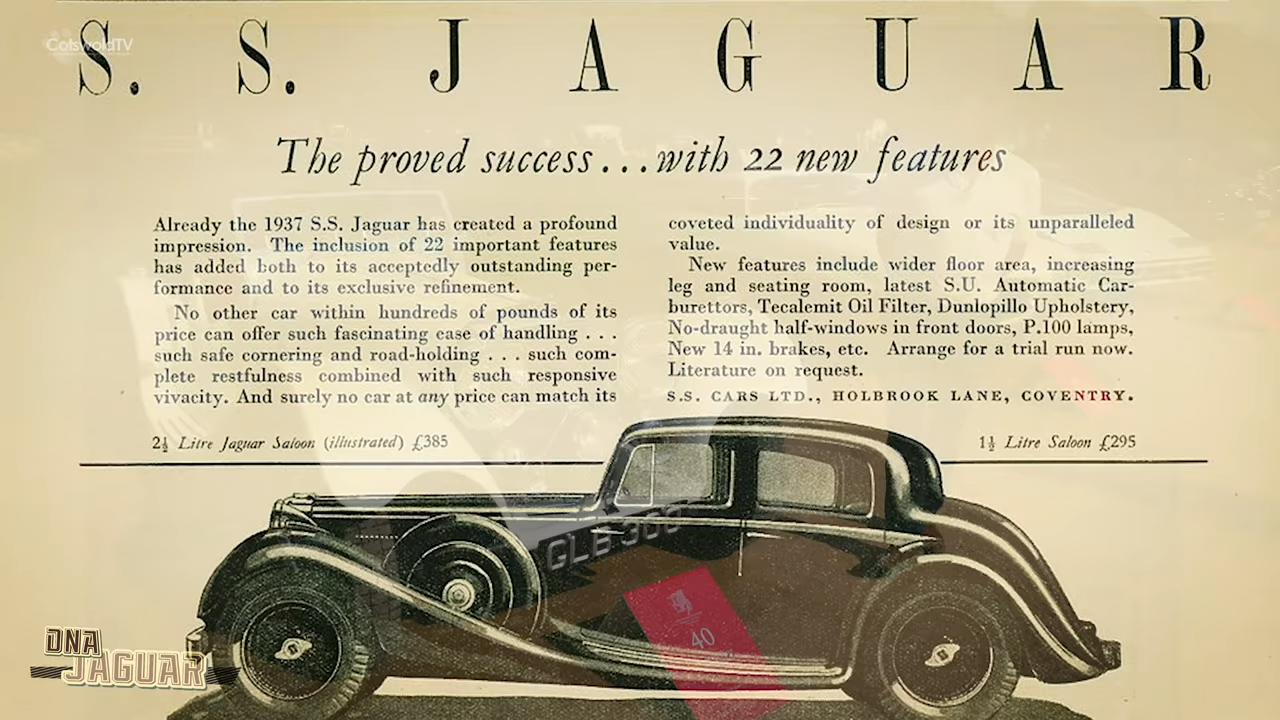 CotswoldTV
S. S. JAGUAR
The proved success...with 22 new features
Already the 1937 S.S. Jaguar has created a profound
impression. The inclusion of 22 important features
has added both to its acceptedly outstanding per-
formance and to its exclusive refinement.
No other car within hundreds of pounds of its
price can offer such fascinating ease of handling . . .
such safe cornering and road-holding . . . such com-
plete restfulness combined with such responsive
vivacity. And surely no car at any price can match its
coveted individuality of design or its unparalleled
value.
New features include wider floor area, increasing
leg and seating room, latest S.U. Automatic Car-
burettors, Tecalemit Oil Filter, Dunlopillo Upholstery,
No-draught half-windows in front doors, P.100 lamps,
New 14 in. brakes, etc. Arrange for a trial run now.
Literature on request.
S.S. CARS LTD., HOLBROOK LANE, COVENTRY.
2½ Litre Jaguar Saloon (illustrated) £385
1½ Litre Saloon £295
GLB 303
40
DNA
JAGUAR